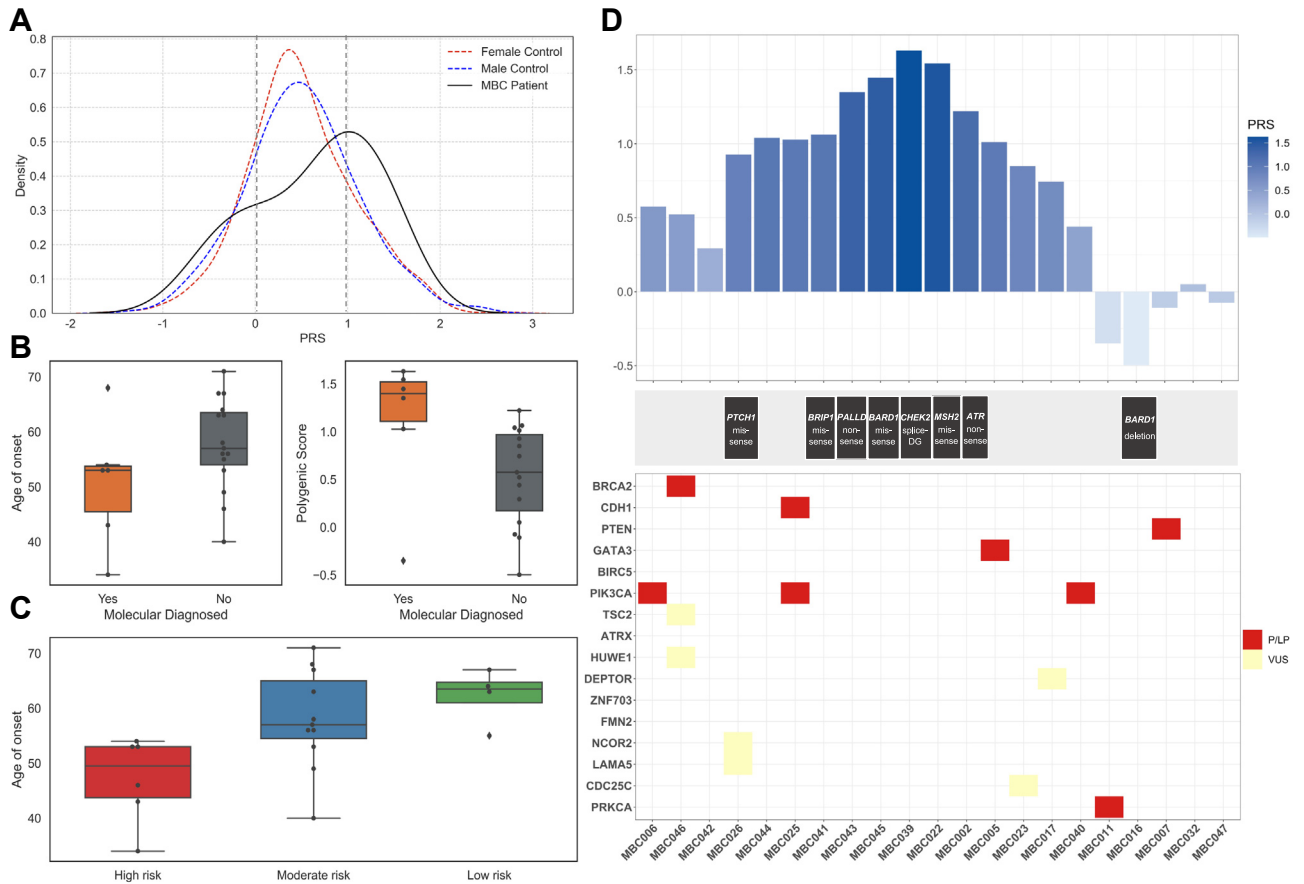 A
0.8
0.7
0.6
0.5
0.4
0.3
0.2
0.1
0.0
Density
-2
-1
0
1
2
3
PRS
Female Control
Male Control
MBC Patient
B
70
60
50
40
Age of onset
Yes
No
Molecular Diagnosed
1.5
1.0
0.5
0.0
−0.5
Polygenic Score
Yes
No
Molecular Diagnosed
C
70
60
50
40
Age of onset
High risk
Moderate risk
Low risk
D
1.5
1.0
0.5
0.0
-0.5
PRS
1.5
1.0
0.5
0.0
PTCH1
mis-
sense
BRIP1
mis-
sense
PALLD
non-
sense
BARD1
mis-
sense
CHEK2
splice-
DG
MSH2
mis-
sense
ATR
non-
sense
BARD1
deletion
BRCA2
CDH1
PTEN
GATA3
BIRC5
PIK3CA
TSC2
ATRX
HUWE1
DEPTOR
ZNF703
FMN2
NCOR2
LAMA5
CDC25C
PRKCA
P/LP
VUS
MBC006
MBC046
MBC042
MBC026
MBC044
MBC025
MBC041
MBC043
MBC045
MBC039
MBC022
MBC002
MBC005
MBC023
MBC017
MBC040
MBC011
MBC016
MBC007
MBC032
MBC047